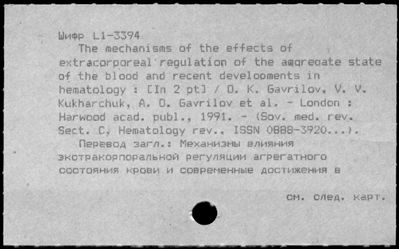 Шифр L1-3394
The mechanisms of the effects of
extracorporeal regulation of the aggregate state
of the blood and recent developments in
hematology : [In 2 pt] / O. K. Gavrilov, V. V.
Kukharchuk, A. O. Gavrilov et al. - London :
Harwood acad. publ., 1991. - (Sov. med. rev.
Sect. C, Hematology rev., ISSN 0888-3920...).
Перевод загл.: Механизмы влияния
экотракорпоральной регуляции агрегатного
состояния крови и современные достижения в
см. след. карт.